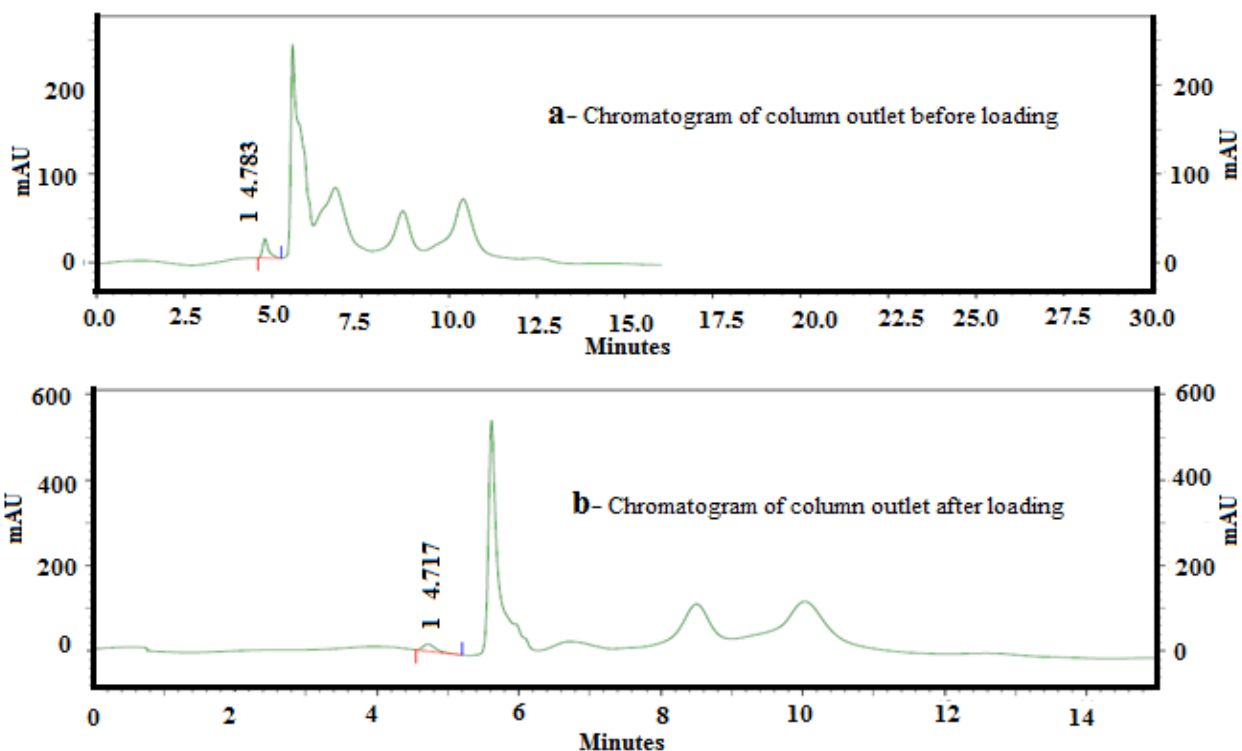 200
200
a- Chromatogram of column outlet before loading
mAU
1 4.783
mAU
100
100
0
0
0.0 2.5 5.0 7.5 10.0 12.5 15.0 17.5 20.0 22.5 25.0 27.5 30.0
Minutes
600
600
400
400
b- Chromatogram of column outlet after loading
mAU
1 4.717
mAU
200
200
0
0
0 2 4 6 8 10 12 14
Minutes